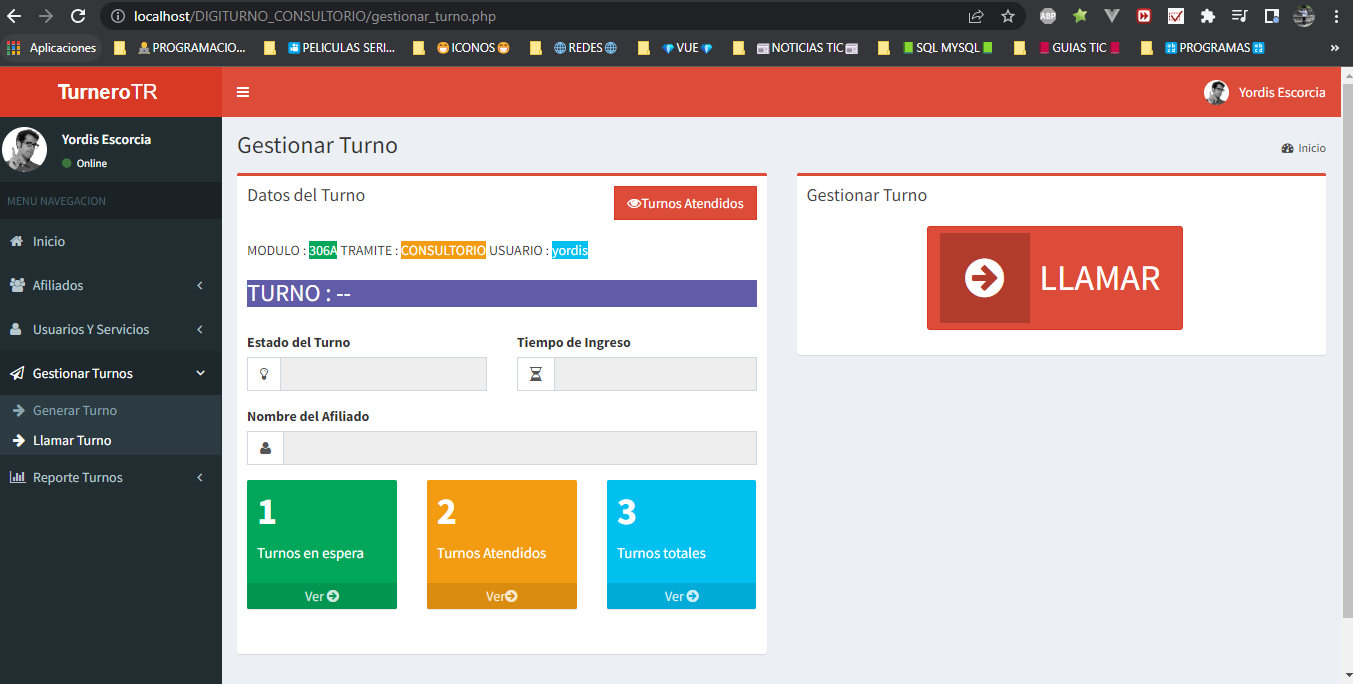 localhost/DIGITURNO_CONSULTORIO/gestionar_turno.php
ABP
Aplicaciones
PROGRAMACIO...
PELICULAS SERI...
ICONOS
REDES
VUE
NOTICIAS TIC
SQL MYSQL
GUIAS TIC
PROGRAMAS
»
TurneroTR
Yordis Escorcia
Yordis Escorcia
Online
MENU NAVEGACION
Inicio
Afiliados
Usuarios Y Servicios
Gestionar Turnos
Generar Turno
Llamar Turno
Reporte Turnos
Gestionar Turno
Inicio
Datos del Turno
Turnos Atendidos
MODULO : 306A TRAMITE : CONSULTORIO USUARIO : yordis
TURNO : --
Estado del Turno
Tiempo de Ingreso
Nombre del Afiliado
1
Turnos en espera
Ver
2
Turnos Atendidos
Ver
3
Turnos totales
Ver
Gestionar Turno
LLAMAR